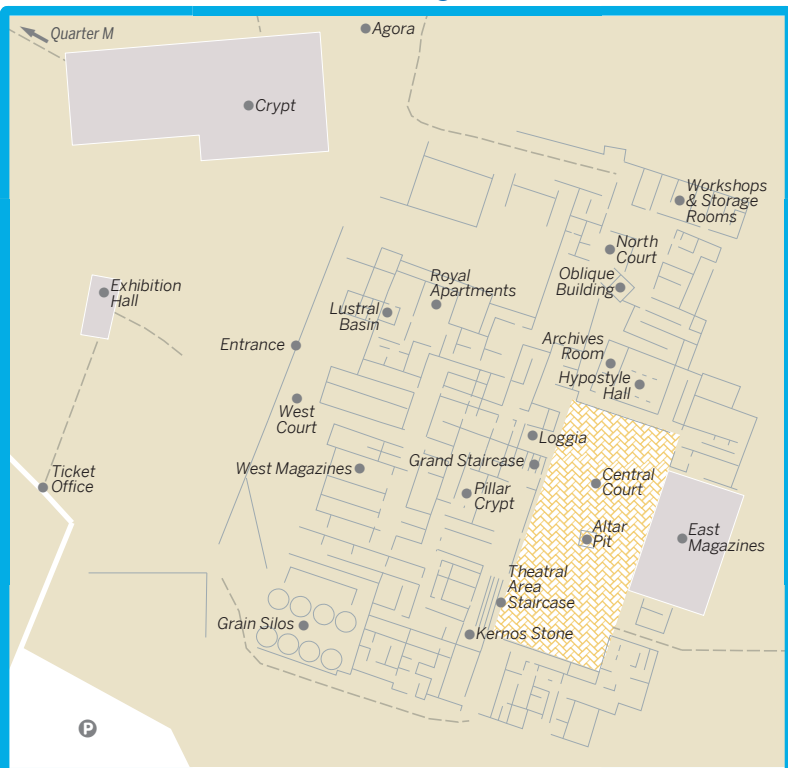 Quarter M
Agora
Crypt
Workshops
& Storage
Rooms
North
Court
Oblique
Building
Exhibition
Hall
Royal
Apartments
Lustral
Basin
Entrance
Archives
Room
Hypostyle
Hall
West
Court
Loggia
Grand Staircase
West Magazines
Ticket
Office
Pillar
Crypt
Central
Court
Altar
Pit
East
Magazines
Theatral
Area
Staircase
Grain Silos
Kernos Stone
P